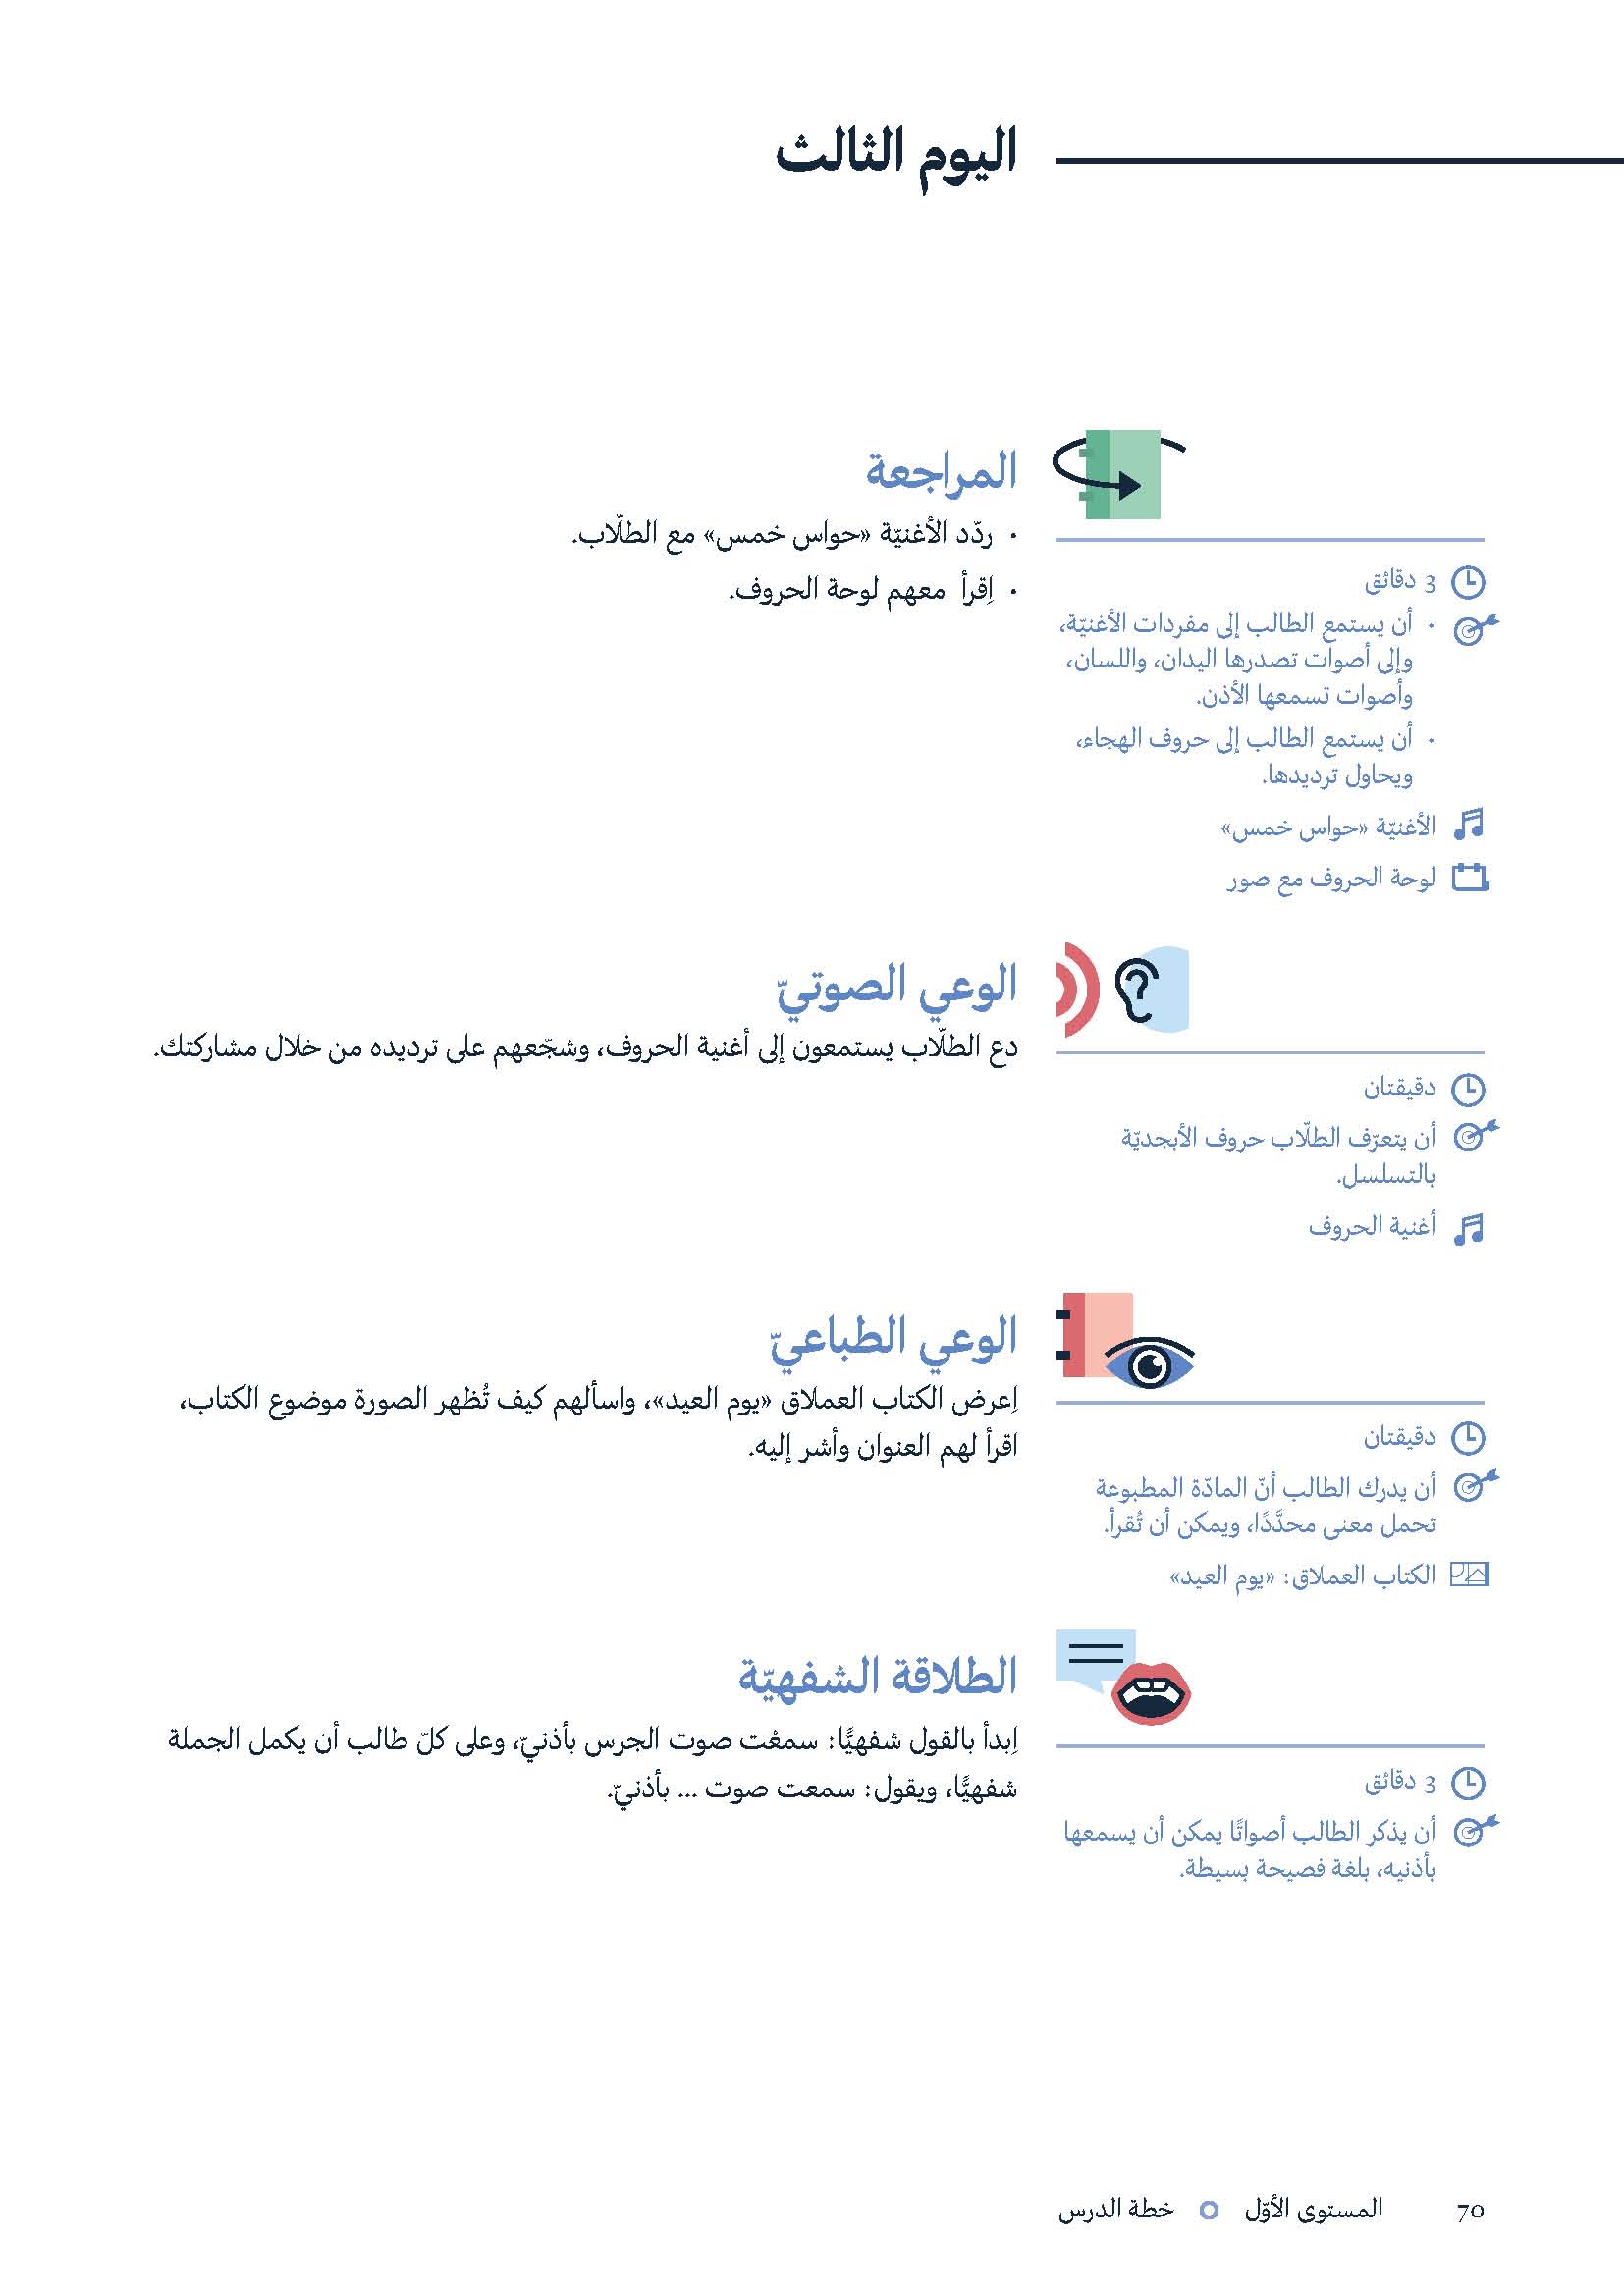 اليوم الثالث
المراجعة
• ردّد الأغنيّة «حواس خمس» مع الطلّاب.
• اِقرأ معهم لوحة الحروف.
3 دقائق
• أن يستمع الطالب إلى مفردات الأغنيّة،
وإلى أصوات تصدرها اليدان، واللسان،
وأصوات تسمعها الأذن.
• أن يستمع الطالب إلى حروف الهجاء،
ويحاول ترديدها.
الأغنيّة «حواس خمس»
لوحة الحروف مع صور
الوعي الصوتيّ
دع الطلّاب يستمعون إلى أغنية الحروف، وشجّعهم على ترديده من خلال مشاركتك.
دقيقتان
أن يتعرّف الطلّاب حروف الأبجديّة
بالتسلسل.
أغنية الحروف
الوعي الطباعيّ
اِعرض الكتاب العملاق «يوم العيد»، واسألهم كيف تُظهر الصورة موضوع الكتاب،
اقرأ لهم العنوان وأشر إليه.
دقيقتان
أن يدرك الطالب أنّ المادّة المطبوعة
تحمل معنى محدَّدًا، ويمكن أن تُقرأ.
الكتاب العملاق: «يوم العيد»
الطلاقة الشفهيّة
اِبدأ بالقول شفهيًّا: سمعْت صوت الجرس بأذنيّ، وعلى كلّ طالب أن يكمل الجملة
شفهيًّا، ويقول: سمعت صوت ... بأذنيّ.
3 دقائق
أن يذكر الطالب أصواتًا يمكن أن يسمعها
بأذنيه، بلغة فصيحة بسيطة.
70 المستوى الأوّل خطة الدرس